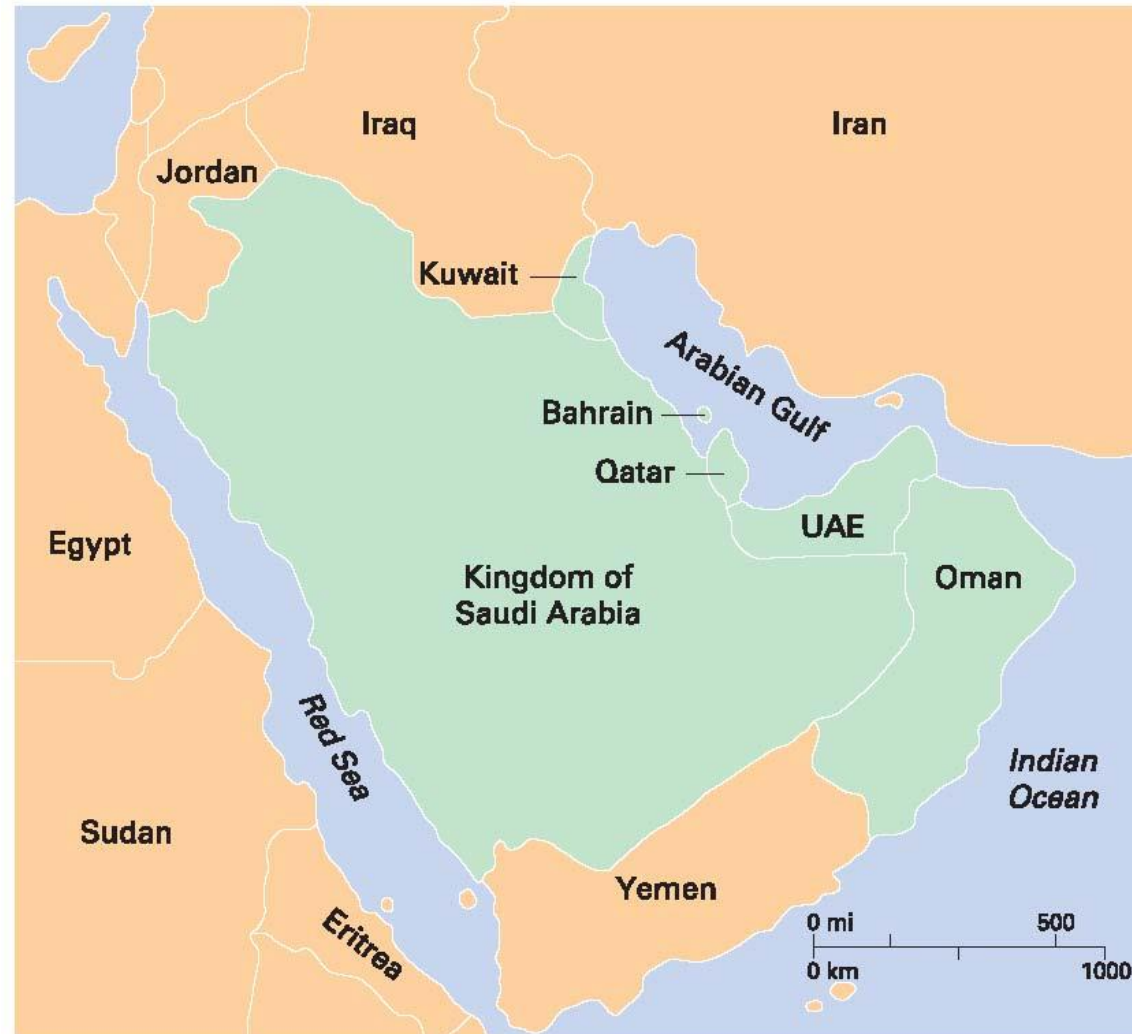 Iraq
Iran
Jordan
Kuwait
Arabian Gulf
Bahrain
Qatar
UAE
Egypt
Kingdom of
Saudi Arabia
Oman
Red Sea
Indian
Ocean
Sudan
Yemen
Eritrea
0 mi 500
0 km 1000